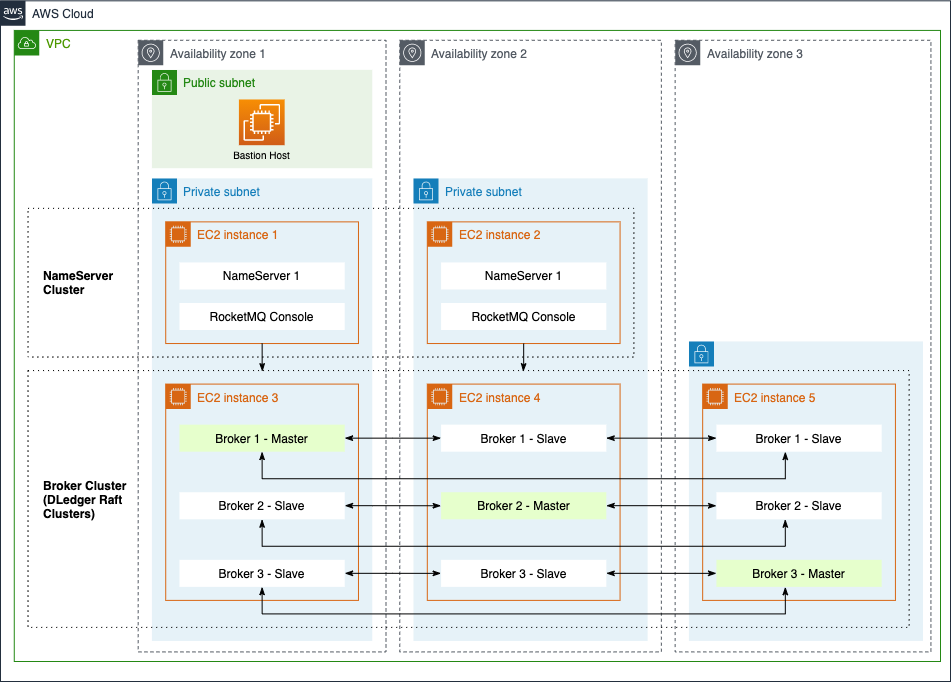 aws
AWS Cloud
VPC
Availability zone 1
Availability zone 2
Availability zone 3
Public subnet
Bastion Host
Private subnet
Private subnet
NameServer
Cluster
EC2 instance 1
NameServer 1
RocketMQ Console
EC2 instance 2
NameServer 1
RocketMQ Console
Broker Cluster
(DLedger Raft
Clusters)
EC2 instance 3
Broker 1 - Master
Broker 2 - Slave
Broker 3 - Slave
EC2 instance 4
Broker 1 - Slave
Broker 2 - Master
Broker 3 - Slave
EC2 instance 5
Broker 1 - Slave
Broker 2 - Slave
Broker 3 - Master